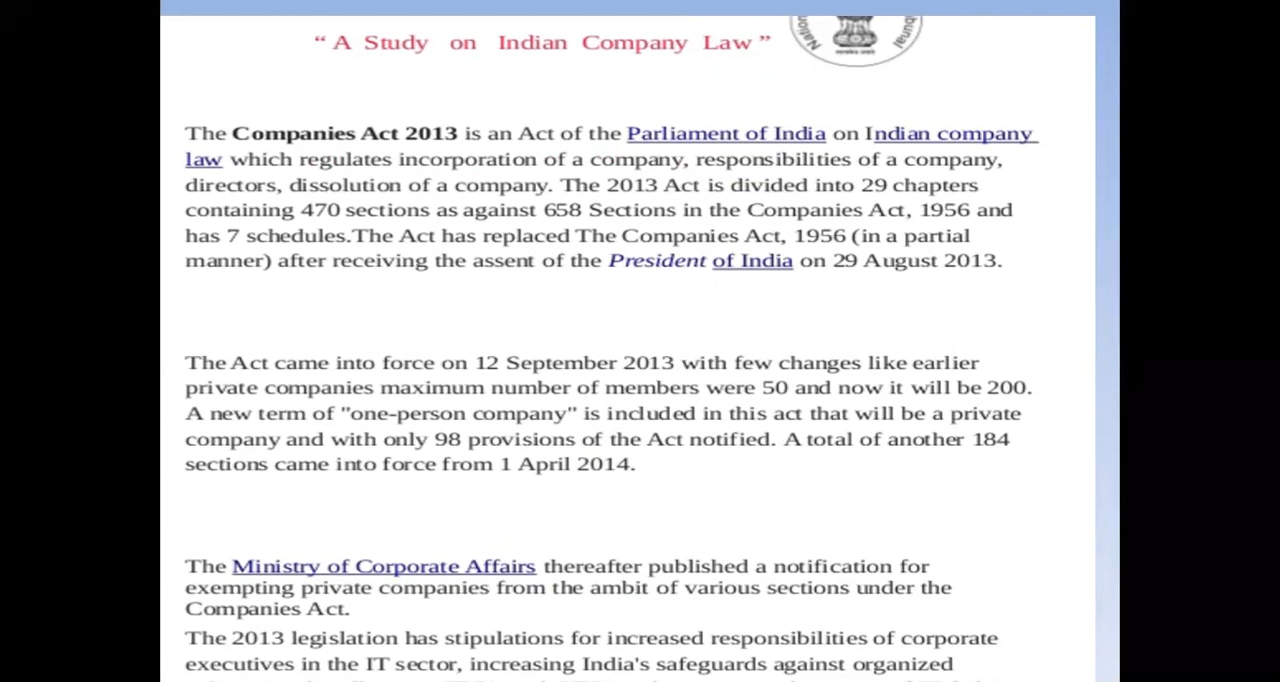 “ A Study on Indian Company Law ”
The Companies Act 2013 is an Act of the Parliament of India on Indian company
law which regulates incorporation of a company, responsibilities of a company,
directors, dissolution of a company. The 2013 Act is divided into 29 chapters
containing 470 sections as against 658 Sections in the Companies Act, 1956 and
has 7 schedules.The Act has replaced The Companies Act, 1956 (in a partial
manner) after receiving the assent of the President of India on 29 August 2013.
The Act came into force on 12 September 2013 with few changes like earlier
private companies maximum number of members were 50 and now it will be 200.
A new term of "one-person company" is included in this act that will be a private
company and with only 98 provisions of the Act notified. A total of another 184
sections came into force from 1 April 2014.
The Ministry of Corporate Affairs thereafter published a notification for
exempting private companies from the ambit of various sections under the
Companies Act.
The 2013 legislation has stipulations for increased responsibilities of corporate
executives in the IT sector, increasing India's safeguards against organized